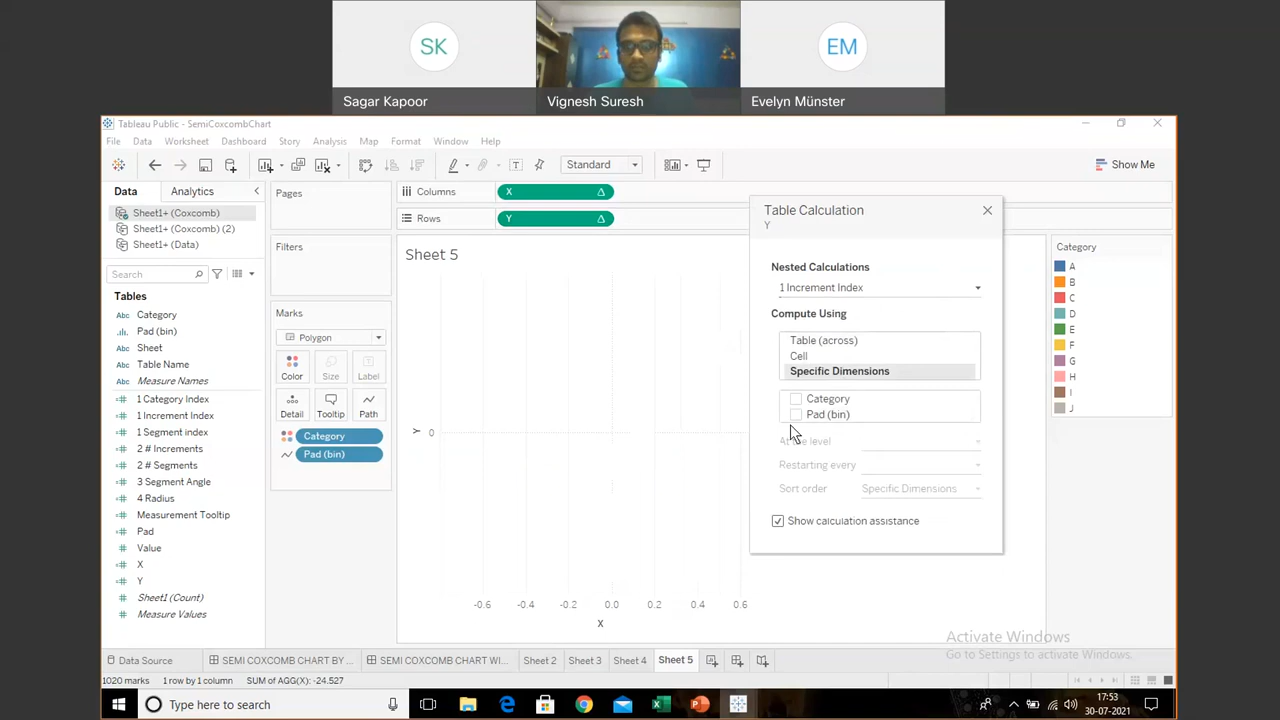 SK
EM
Sagar Kapoor
Vignesh Suresh
Evelyn Münster
Tableau Public - SemiCoxcombChart
File Data Worksheet Dashboard Story Analysis Map Format Window Help
Standard
Show Me
Data Analytics
Sheet1+ (Coxcomb)
Sheet1+ (Coxcomb) (2)
Sheet1+ (Data)
Search
Tables
Abc Category
Pad (bin)
Abc Sheet
Abc Table Name
Abc Measure Names
1 Category Index
1 Increment Index
1 Segment index
2 # Increments
2 # Segments
3 Segment Angle
4 Radius
Measurement Tooltip
Pad
Value
X
Y
Sheet1 (Count)
Measure Values
Pages
Filters
Marks
Polygon
Color Size Label
Detail Tooltip Path
Category
Pad (bin)
Columns X
Rows Y
Sheet 5
Y
0
-0.6 -0.4 -0.2 0.0 0.2 0.4 0.6
X
Table Calculation
Y
Nested Calculations
1 Increment Index
Compute Using
Table (across)
Cell
Specific Dimensions
Category
Pad (bin)
At the level
Restarting every
Sort order Specific Dimensions
Show calculation assistance
Category
A
B
C
D
E
F
G
H
I
J
Activate Windows
Go to Settings to activate Windows.
Data Source SEMI COXCOMB CHART BY ... SEMI COXCOMB CHART WI... Sheet 2 Sheet 3 Sheet 4 Sheet 5
1020 marks 1 row by 1 column SUM of AGG(X): -24.527
Type here to search
17:53
30-07-2021